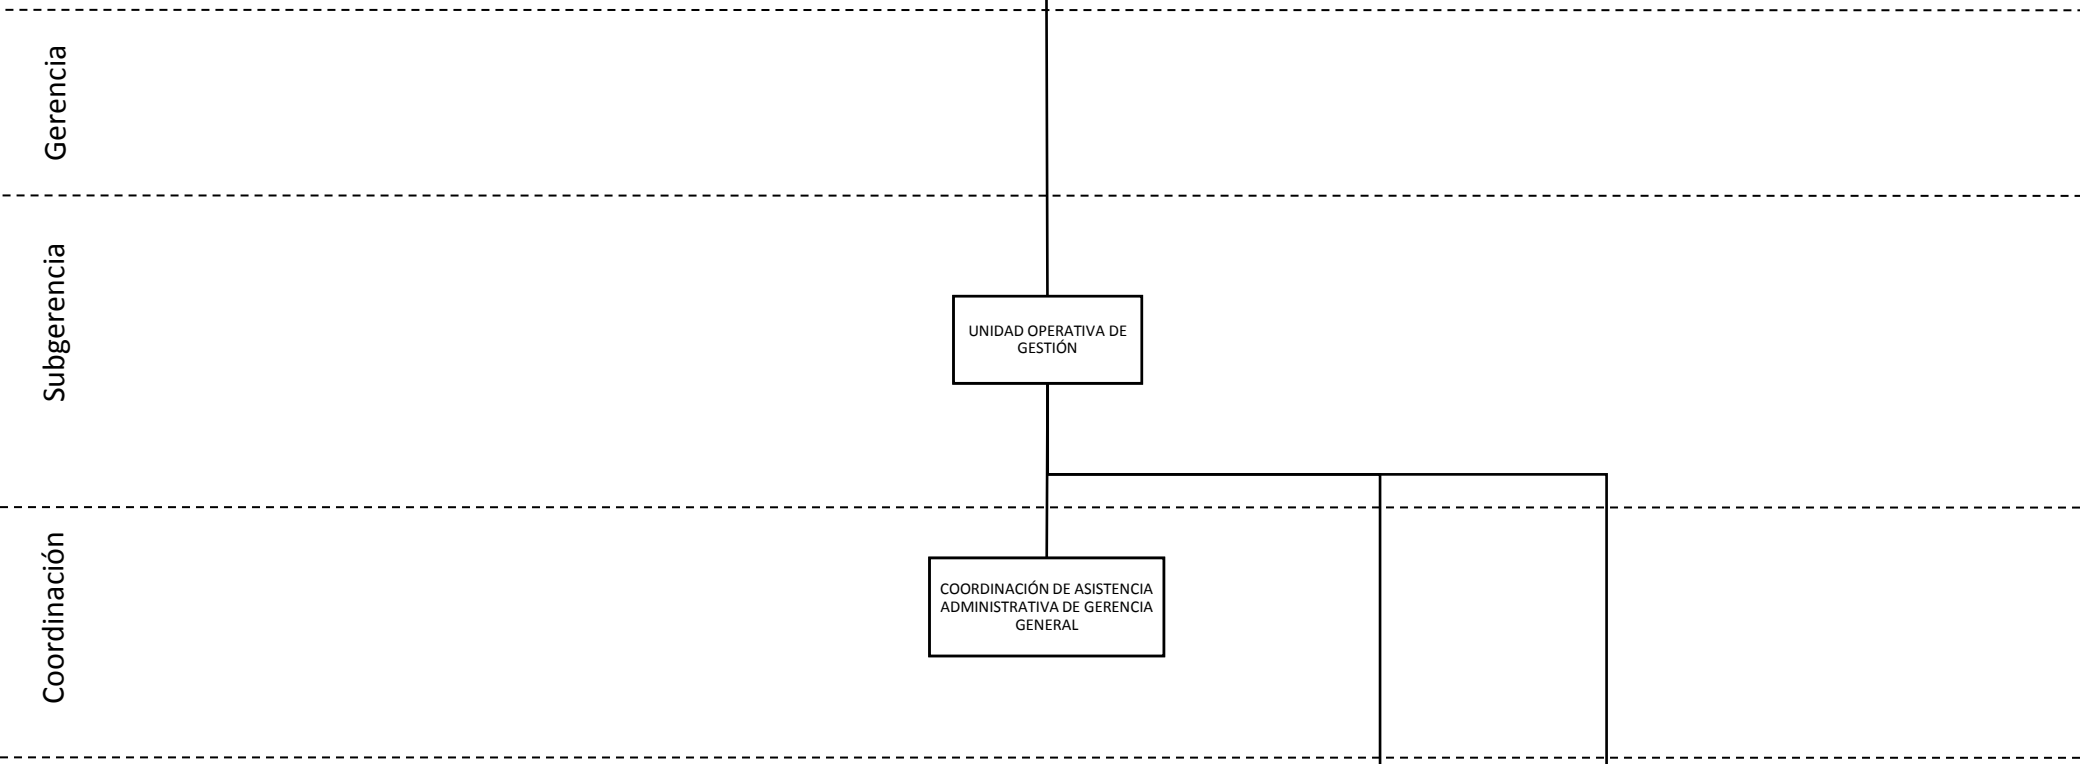 Gerencia
Subgerencia
UNIDAD OPERATIVA DE
GESTIÓN
Coordinación
COORDINACIÓN DE ASISTENCIA
ADMINISTRATIVA DE GERENCIA
GENERAL